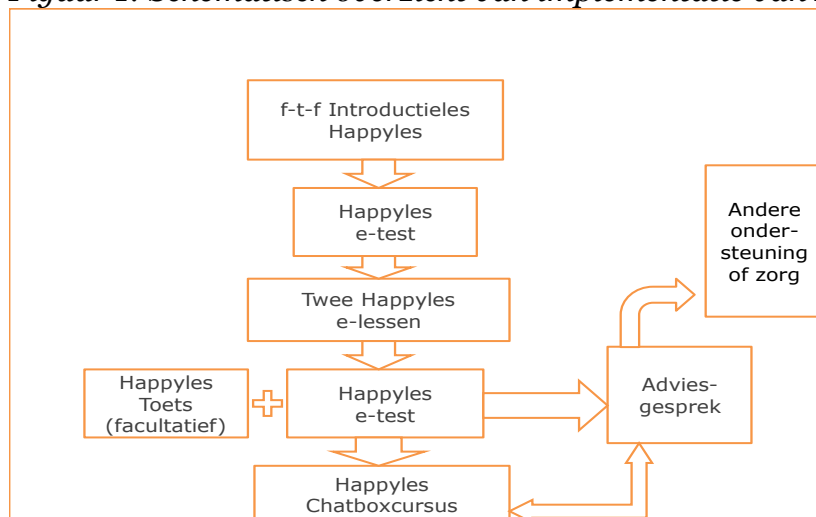 f-t-f Introductieles
Happyles
Happyles
e-test
Twee Happyles
e-lessen
Happyles
Toets
(facultatief)
Happyles
e-test
Advies-
gesprek
Andere
onder-
steuning
of zorg
Happyles
Chatboxcursus